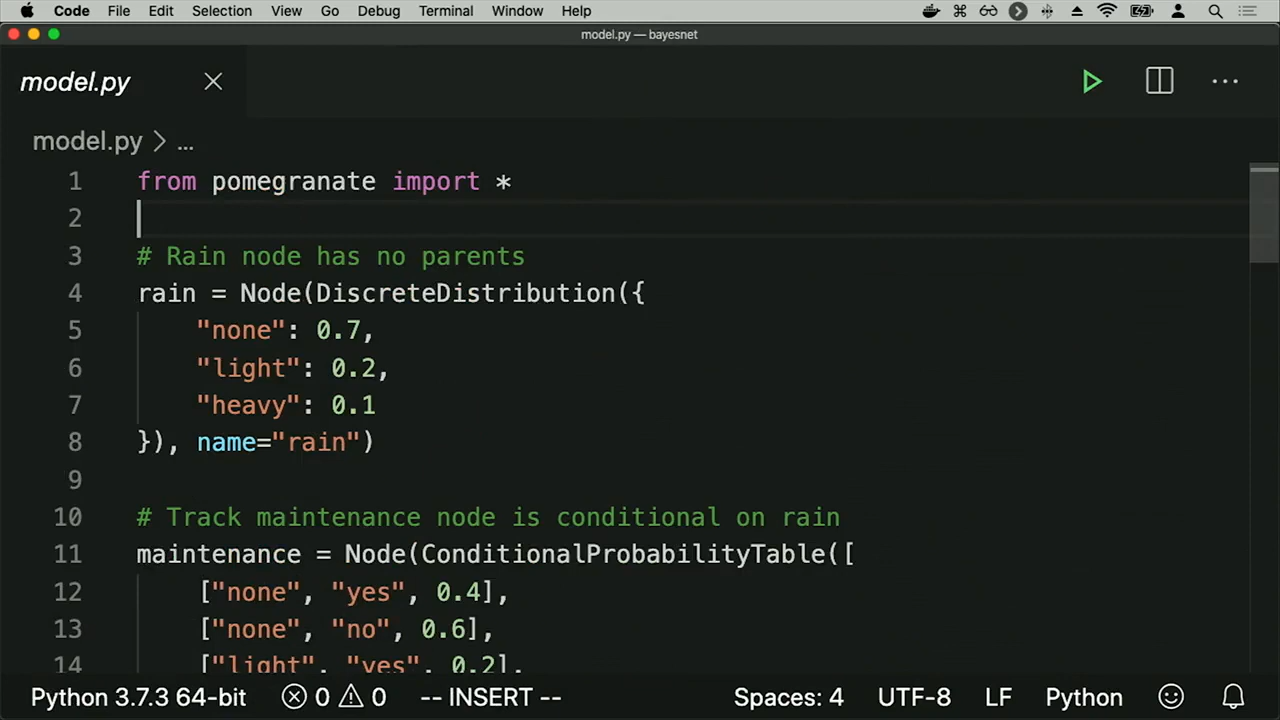 Code File Edit Selection View Go Debug Terminal Window Help
model.py — bayesnet
model.py
model.py > ...
1 from pomegranate import *
2
3 # Rain node has no parents
4 rain = Node(DiscreteDistribution({
5 "none": 0.7,
6 "light": 0.2,
7 "heavy": 0.1
8 }), name="rain")
9
10 # Track maintenance node is conditional on rain
11 maintenance = Node(ConditionalProbabilityTable([
12 ["none", "yes", 0.4],
13 ["none", "no", 0.6],
14 ["light", "yes", 0.2],
Python 3.7.3 64-bit 0 0 -- INSERT -- Spaces: 4 UTF-8 LF Python